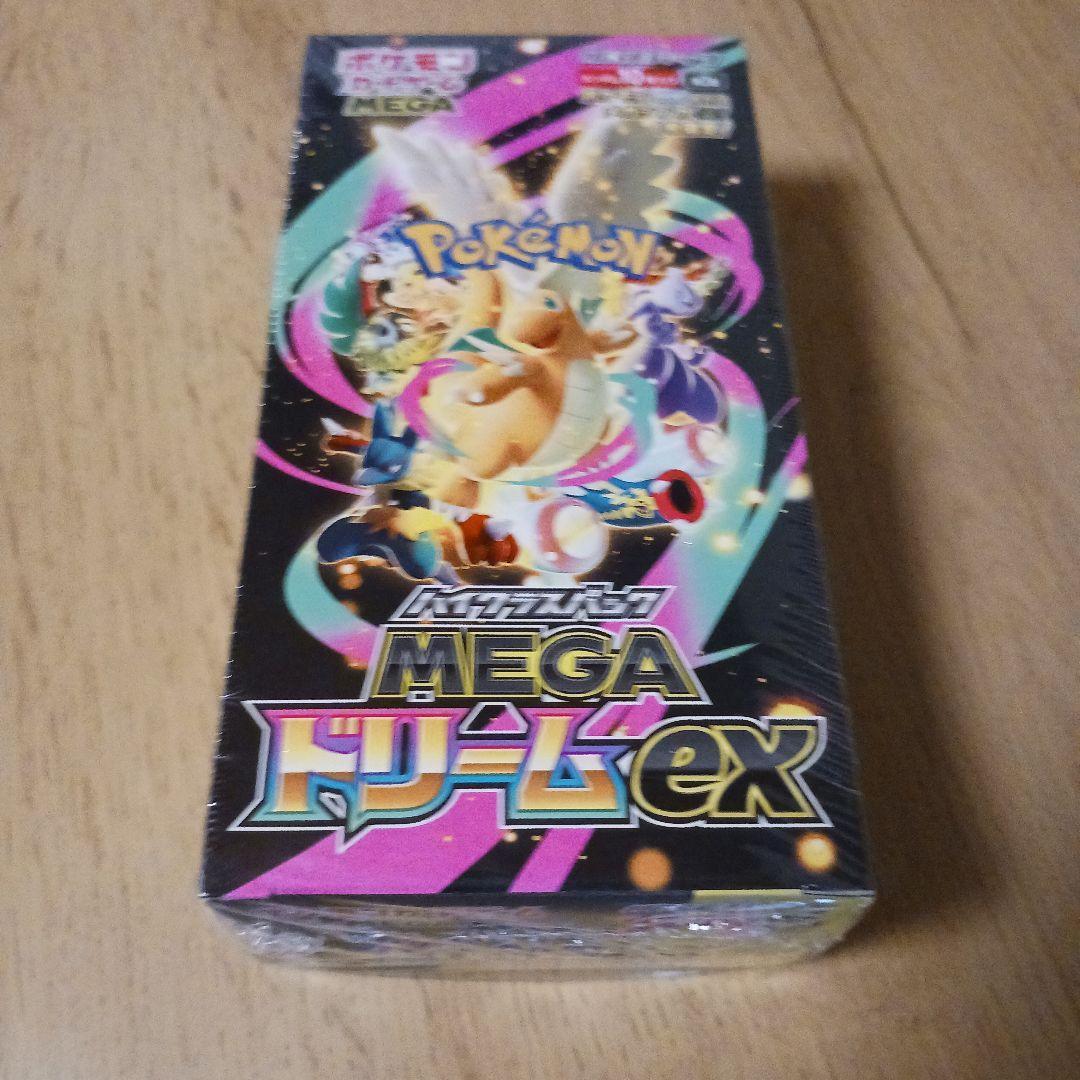 ポケモン
カードゲーム
MEGA
Pokémon
ハイクラスパック
MEGA
ドリームex